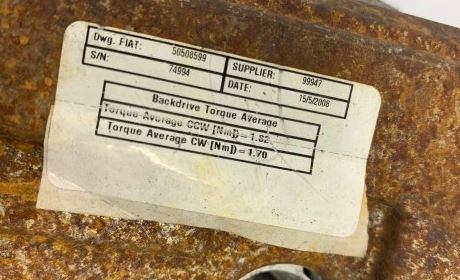 Dwg. FIAT: 50508599
S/N: 74994
SUPPLIER: 99947
DATE: 15/5/2008
Backdrive Torque Average
Torque Average CCW [Nm]) = 1.82
Torque Average CW [Nm]) = 1.70